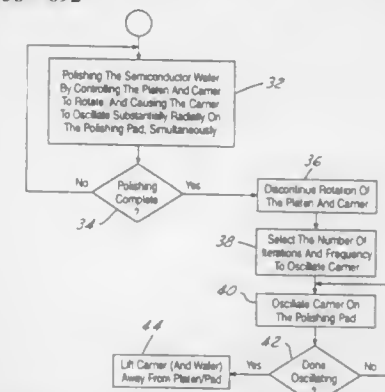 32
Polishing The Semiconductor Wafer
By Controlling The Platen And Carrier
To Rotate And Causing The Carrier
To Oscillate Substantially Radially On
The Polishing Pad, Simultaneously
No
Polishing
Complete
?
Yes
34
36
Discontinue Rotation Of
The Platen And Carrier
38
Select The Number Of
Iterations And Frequency
To Oscillate Carrier
40
Oscillate Carrier On
The Polishing Pad
44
42
Lift Carrier (And Wafer)
Away From Platen/Pad
Yes
Done
Oscillating
?
No